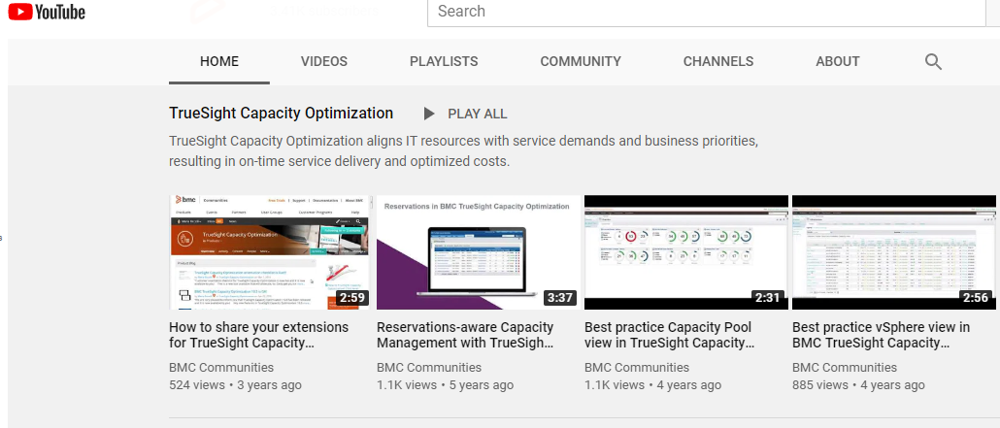 YouTube
Search
HOME VIDEOS PLAYLISTS COMMUNITY CHANNELS ABOUT
TrueSight Capacity Optimization PLAY ALL
TrueSight Capacity Optimization aligns IT resources with service demands and business priorities,
resulting in on-time service delivery and optimized costs.
bmc Communities
TrueSight Capacity Optimization
Reservations in BMC TrueSight Capacity Optimization
2:59 3:37 2:31 2:56
How to share your extensions
for TrueSight Capacity...
Reservations-aware Capacity
Management with TrueSigh...
Best practice Capacity Pool
view in TrueSight Capacity...
Best practice vSphere view in
BMC TrueSight Capacity...
BMC Communities BMC Communities BMC Communities BMC Communities
524 views • 3 years ago 1.1K views • 5 years ago 1.1K views • 4 years ago 885 views • 4 years ago